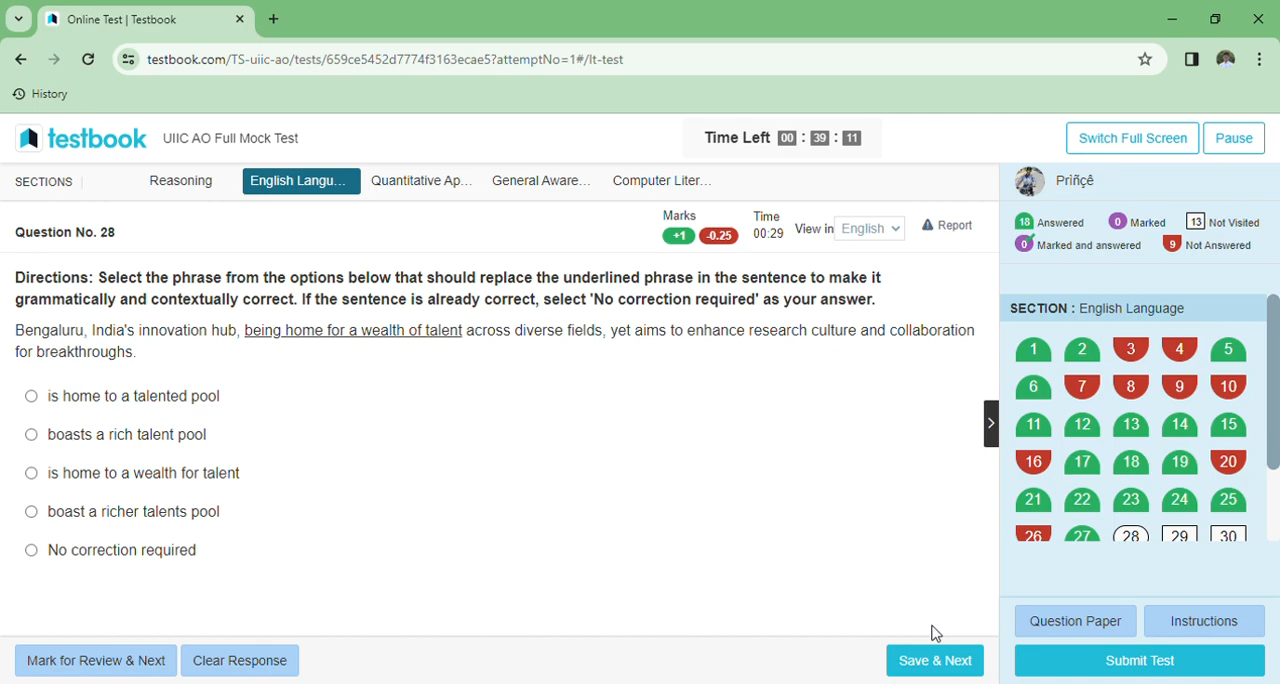 Online Test | Testbook
testbook.com/TS-uiic-ao/tests/659ce5452d7774f3163ecae5?attemptNo=1#/lt-test
History
testbook UIIC AO Full Mock Test Time Left 00 : 39 : 11 Switch Full Screen Pause
SECTIONS Reasoning English Langu... Quantitative Ap... General Aware... Computer Liter...
Prïñçê
Question No. 28 Marks +1 -0.25 Time 00:29 View in English Report
18 Answered 0 Marked 13 Not Visited
0 Marked and answered 9 Not Answered
Directions: Select the phrase from the options below that should replace the underlined phrase in the sentence to make it
grammatically and contextually correct. If the sentence is already correct, select 'No correction required' as your answer.
Bengaluru, India's innovation hub, being home for a wealth of talent across diverse fields, yet aims to enhance research culture and collaboration
for breakthroughs.
is home to a talented pool
boasts a rich talent pool
is home to a wealth for talent
boast a richer talents pool
No correction required
SECTION : English Language
1 2 3 4 5
6 7 8 9 10
11 12 13 14 15
16 17 18 19 20
21 22 23 24 25
26 27 28 29 30
Question Paper Instructions
Mark for Review & Next Clear Response Save & Next Submit Test